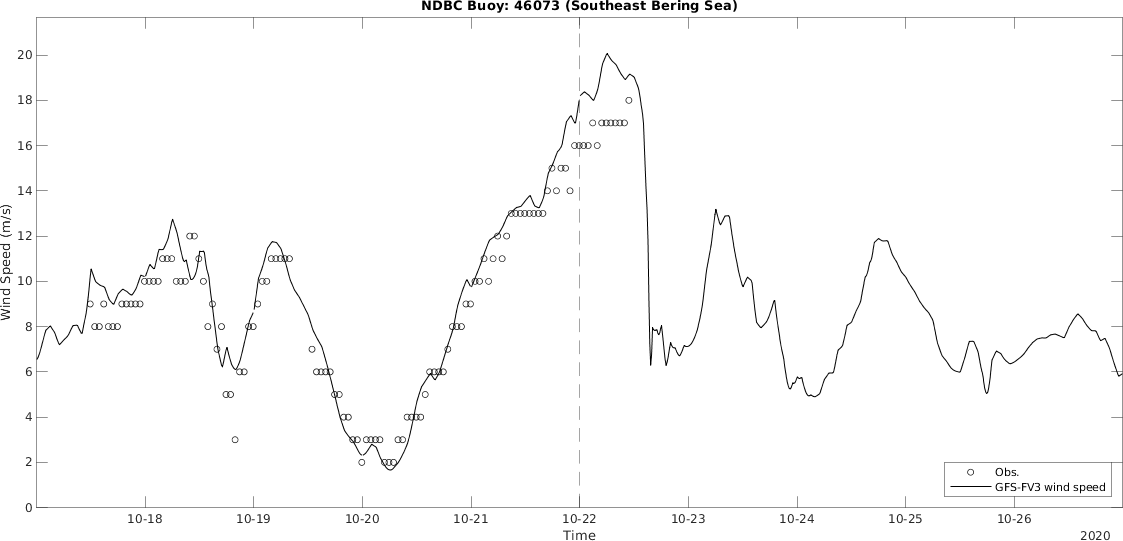 NDBC Buoy: 46073 (Southeast Bering Sea)
Wind Speed (m/s)
20
18
16
14
12
10
8
6
4
2
0
10-18 10-19 10-20 10-21 10-22 10-23 10-24 10-25 10-26
Time
2020
Obs.
GFS-FV3 wind speed